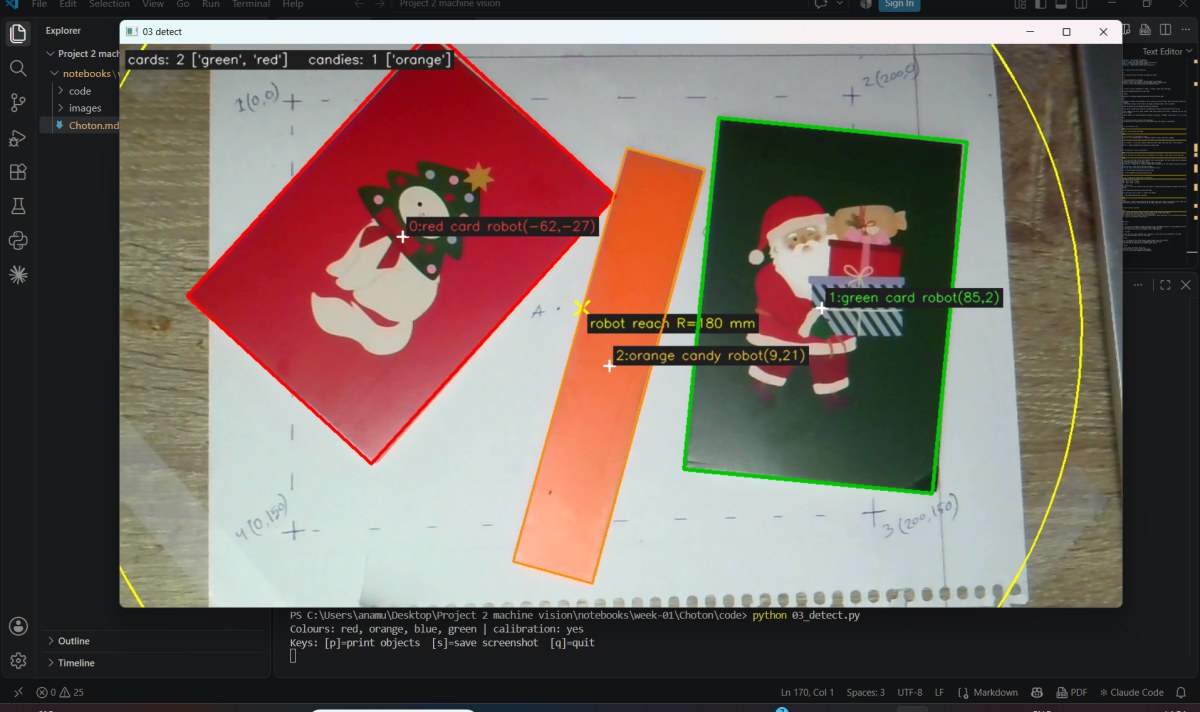 File Edit Selection View Go Run Terminal Help
Project 2 machine vision
Sign In
Explorer
Project 2 mach
notebooks\
code
images
Choton.md
Outline
Timeline
03 detect
cards: 2 ['green', 'red'] candies: 1 ['orange']
1(0,0)
2(200,0)
0:red card robot(-62,-27)
1:green card robot(85,2)
A
robot reach R=180 mm
2:orange candy robot(9,21)
4(0,150)
3(200,150)
Text Editor
PS C:\Users\anamu\Desktop\Project 2 machine vision\notebooks\week-01\Choton\code> python 03_detect.py
Colours: red, orange, blue, green | calibration: yes
Keys: [p]=print objects [s]=save screenshot [q]=quit
0 25
Ln 170, Col 1 Spaces: 3 UTF-8 LF Markdown PDF Claude Code